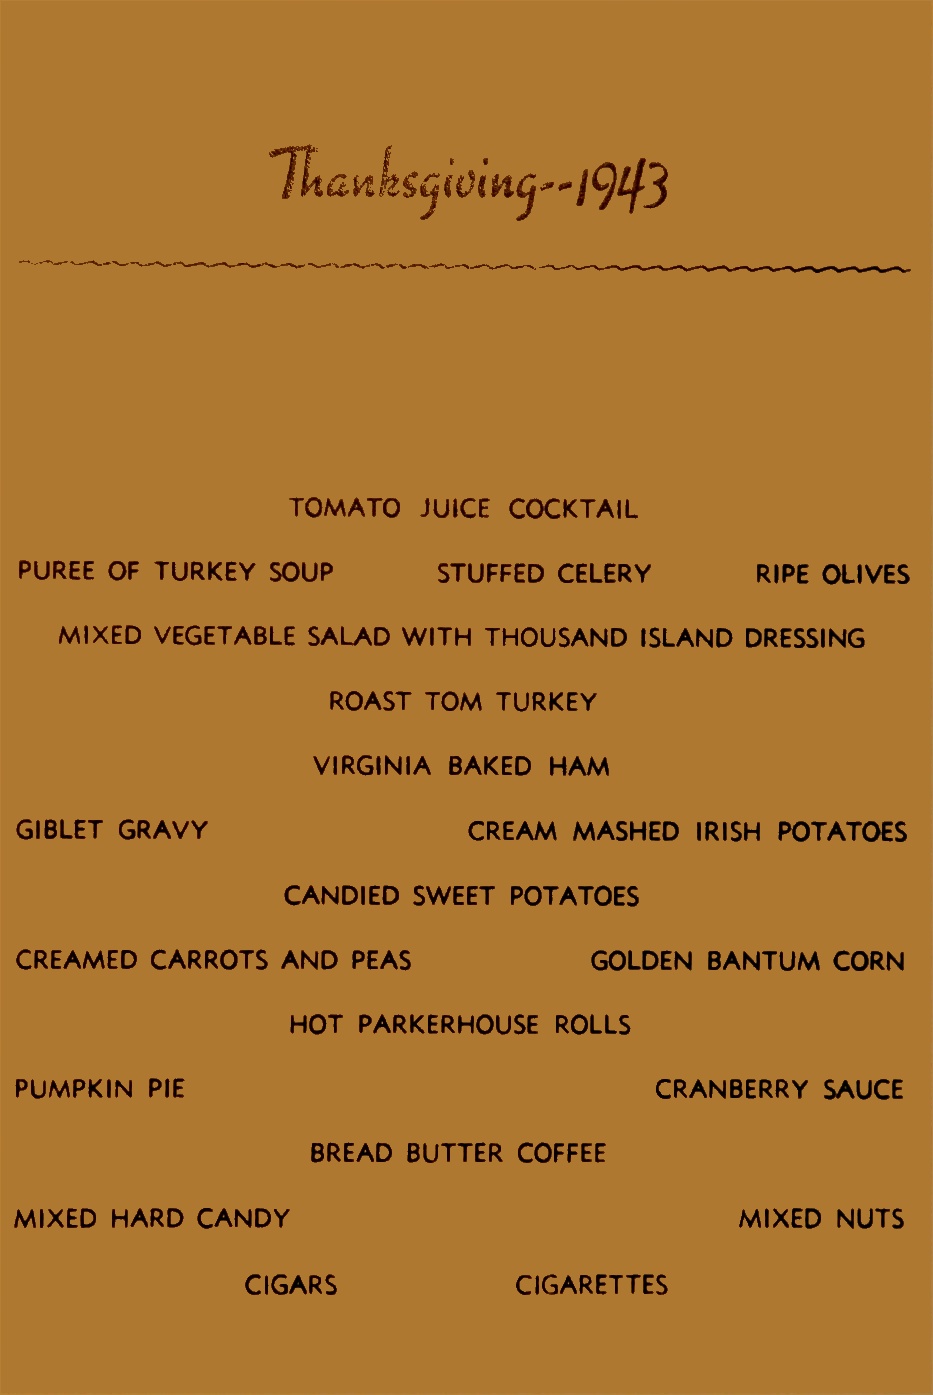 Thanksgiving--1943
TOMATO JUICE COCKTAIL
PUREE OF TURKEY SOUP STUFFED CELERY RIPE OLIVES
MIXED VEGETABLE SALAD WITH THOUSAND ISLAND DRESSING
ROAST TOM TURKEY
VIRGINIA BAKED HAM
GIBLET GRAVY CREAM MASHED IRISH POTATOES
CANDIED SWEET POTATOES
CREAMED CARROTS AND PEAS GOLDEN BANTUM CORN
HOT PARKERHOUSE ROLLS
PUMPKIN PIE CRANBERRY SAUCE
BREAD BUTTER COFFEE
MIXED HARD CANDY MIXED NUTS
CIGARS CIGARETTES